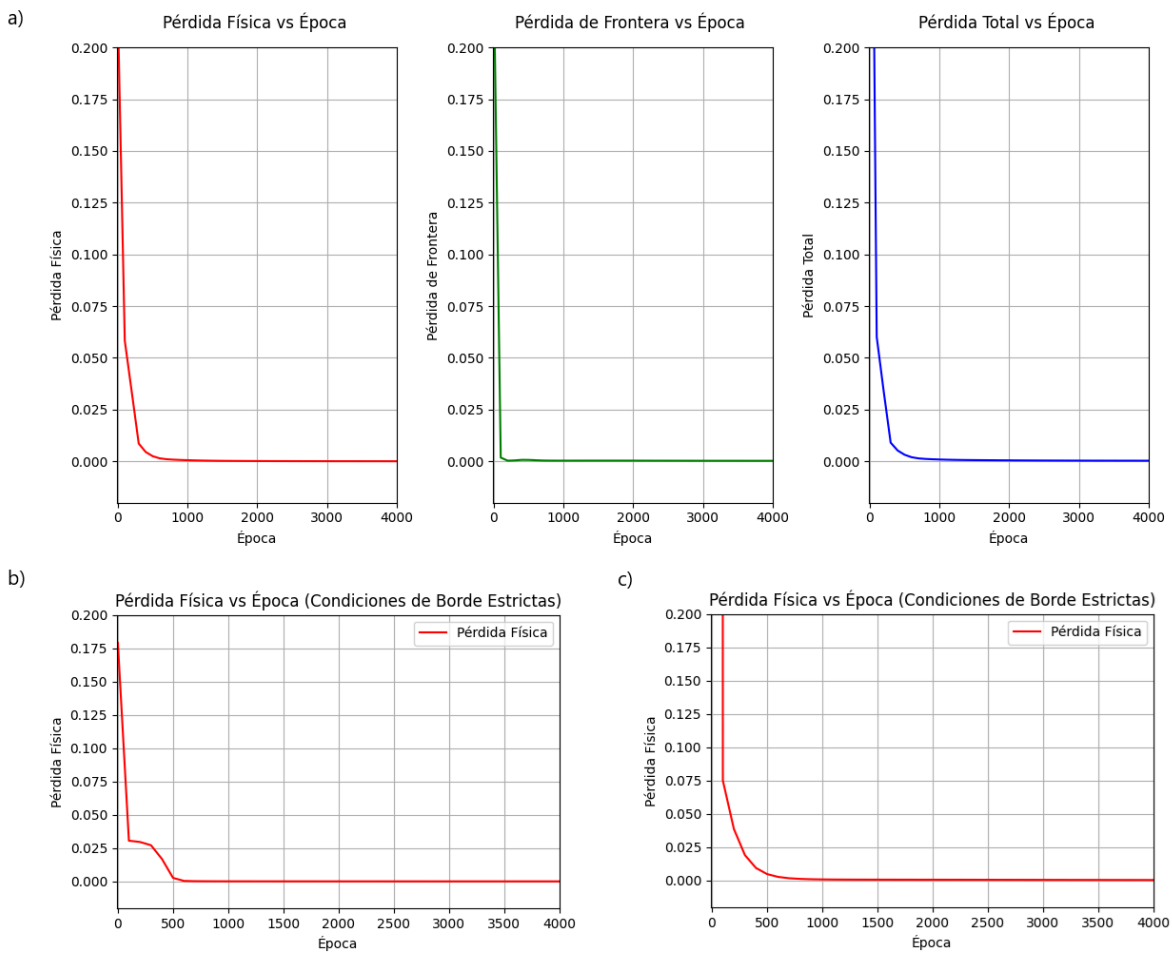 a)
Pérdida Física vs Época
Pérdida de Frontera vs Época
Pérdida Total vs Época
0.200
0.175
0.150
0.125
0.100
0.075
0.050
0.025
0.000
Pérdida Física
0 1000 2000 3000 4000
Época
0.200
0.175
0.150
0.125
0.100
0.075
0.050
0.025
0.000
Pérdida de Frontera
0 1000 2000 3000 4000
Época
0.200
0.175
0.150
0.125
0.100
0.075
0.050
0.025
0.000
Pérdida Total
0 1000 2000 3000 4000
Época
b)
Pérdida Física vs Época (Condiciones de Borde Estrictas)
Pérdida Física
0.200
0.175
0.150
0.125
0.100
0.075
0.050
0.025
0.000
Pérdida Física
0 500 1000 1500 2000 2500 3000 3500 4000
Época
c)
Pérdida Física vs Época (Condiciones de Borde Estrictas)
Pérdida Física
0.200
0.175
0.150
0.125
0.100
0.075
0.050
0.025
0.000
Pérdida Física
0 500 1000 1500 2000 2500 3000 3500 4000
Época